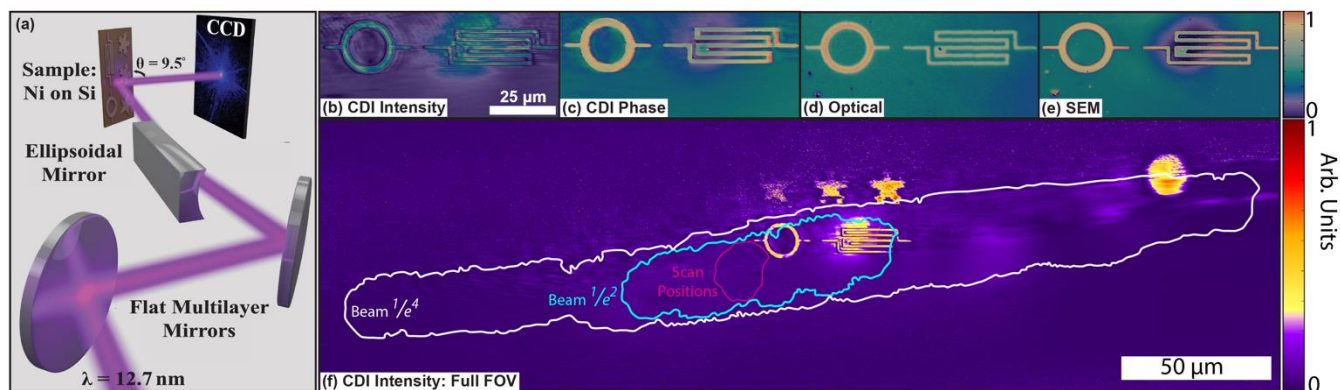 (a)
CCD
Sample:
Ni on Si
θ = 9.5°
Ellipsoidal
Mirror
Flat Multilayer
Mirrors
λ = 12.7 nm
(b) CDI Intensity
25 μm
(c) CDI Phase
(d) Optical
(e) SEM
1
0
Scan
Positions
Beam 1/e²
Beam 1/e⁴
50 μm
(f) CDI Intensity: Full FOV
1
Arb. Units
0